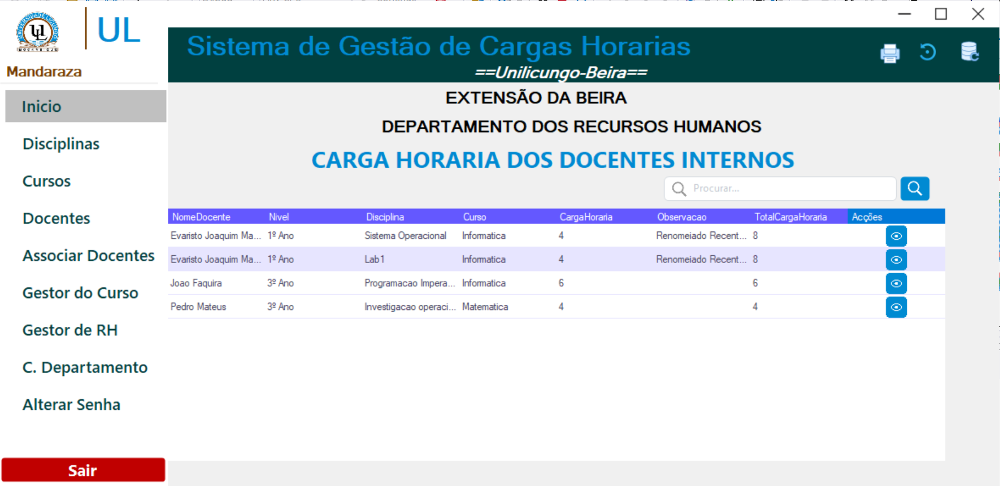 UL
Mandaraza
Inicio
Disciplinas
Cursos
Docentes
Associar Docentes
Gestor do Curso
Gestor de RH
C. Departamento
Alterar Senha
Sair
Sistema de Gestão de Cargas Horarias
==Unilicungo-Beira==
EXTENSÃO DA BEIRA
DEPARTAMENTO DOS RECURSOS HUMANOS
CARGA HORARIA DOS DOCENTES INTERNOS
Procurar...
NomeDocente Nivel Disciplina Curso CargaHoraria Observacao TotalCargaHoraria Acções
Evaristo Joaquim Ma... 1º Ano Sistema Operacional Informatica 4 Renomeiado Recent... 8
Evaristo Joaquim Ma... 1º Ano Lab1 Informatica 4 Renomeiado Recent... 8
Joao Faquira 3º Ano Programacao Impera... Informatica 6 6
Pedro Mateus 3º Ano Investigacao operaci... Matematica 4 4